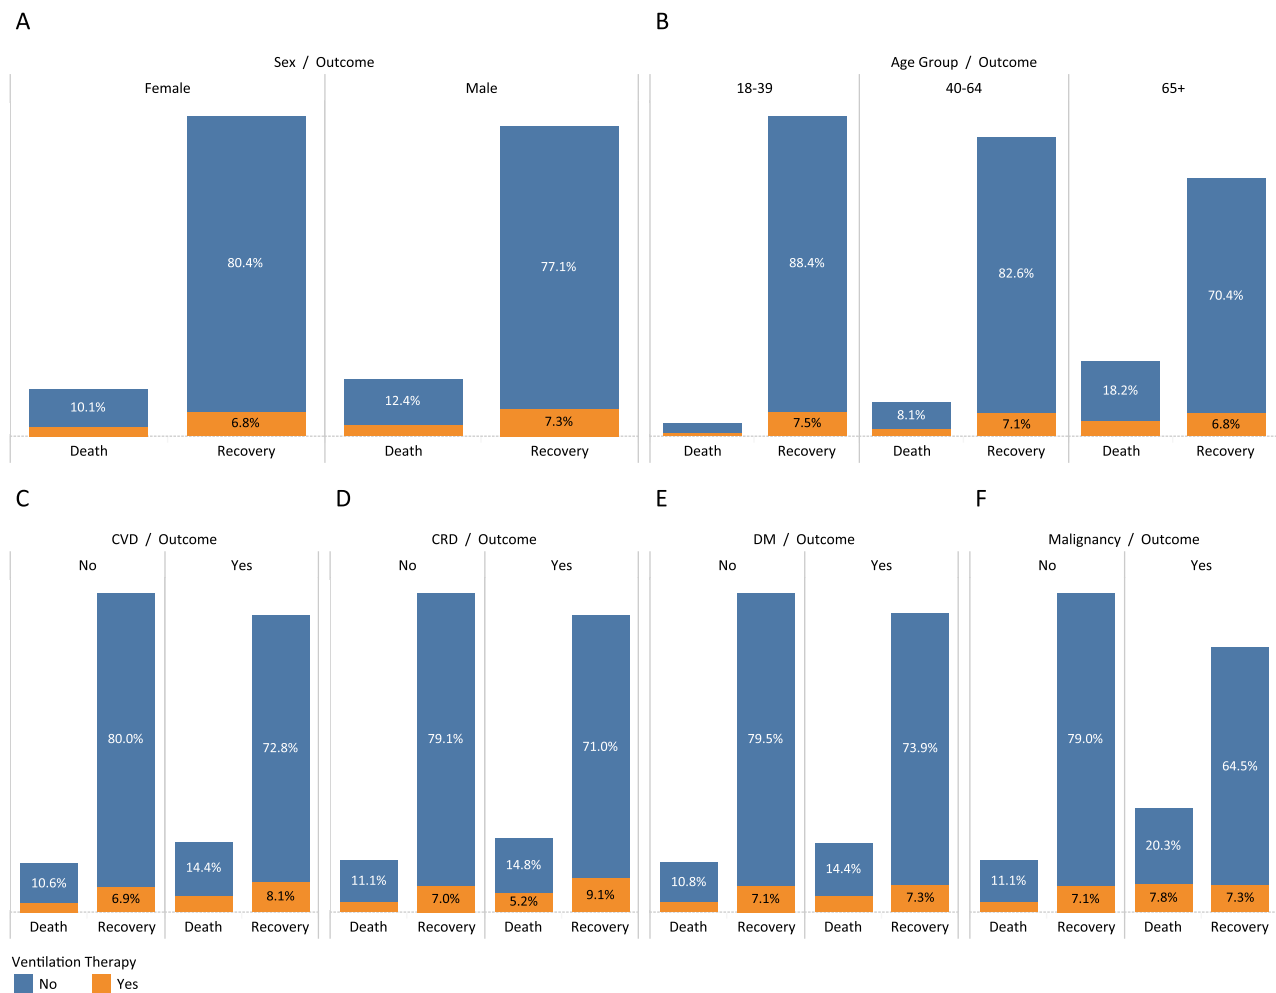 A
B
Sex / Outcome
Age Group / Outcome
Female
Male
18-39
40-64
65+
80.4%
77.1%
88.4%
82.6%
70.4%
10.1%
12.4%
8.1%
18.2%
6.8%
7.3%
7.5%
7.1%
6.8%
Death
Recovery
Death
Recovery
Death
Recovery
Death
Recovery
Death
Recovery
C
D
E
F
CVD / Outcome
CRD / Outcome
DM / Outcome
Malignancy / Outcome
No
Yes
No
Yes
No
Yes
No
Yes
80.0%
72.8%
79.1%
71.0%
79.5%
73.9%
79.0%
64.5%
10.6%
14.4%
11.1%
14.8%
10.8%
14.4%
11.1%
20.3%
6.9%
8.1%
7.0%
5.2%
9.1%
7.1%
7.3%
7.1%
7.8%
7.3%
Death
Recovery
Death
Recovery
Death
Recovery
Death
Recovery
Death
Recovery
Death
Recovery
Death
Recovery
Death
Recovery
Ventilation Therapy
No
Yes